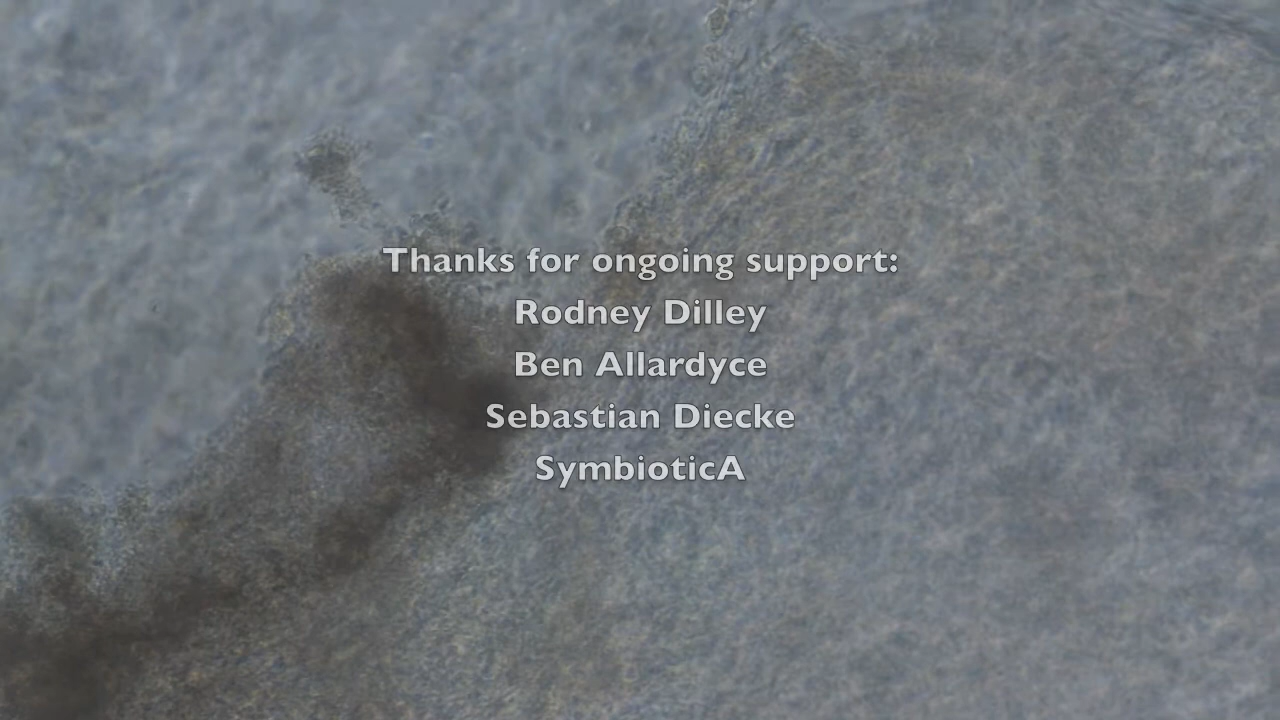 Thanks for ongoing support:
Rodney Dilley
Ben Allardyce
Sebastian Diecke
SymbioticA